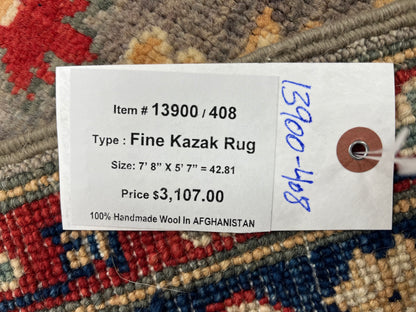 Item # 13900 / 408
Type : Fine Kazak Rug
Size: 7' 8" X 5' 7" = 42.81
Price $3,107.00
100% Handmade Wool In AFGHANISTAN
13900-408